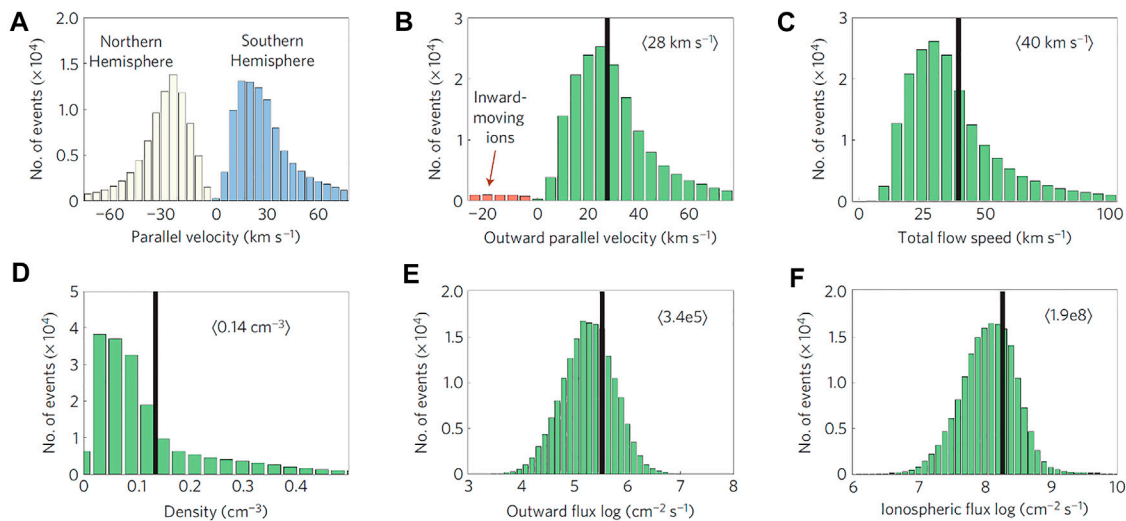 A
No. of events (×10⁴)
2.0
1.5
1.0
0.5
0
Northern
Hemisphere
Southern
Hemisphere
−60 −30 0 30 60
Parallel velocity (km s⁻¹)
B
No. of events (×10⁴)
3
2
1
0
⟨28 km s⁻¹⟩
Inward-
moving
ions
−20 0 20 40 60
Outward parallel velocity (km s⁻¹)
C
No. of events (×10⁴)
3
2
1
0
⟨40 km s⁻¹⟩
0 25 50 75 100
Total flow speed (km s⁻¹)
D
No. of events (×10⁴)
5
4
3
2
1
0
⟨0.14 cm⁻³⟩
0 0.1 0.2 0.3 0.4
Density (cm⁻³)
E
No. of events (×10⁴)
2.0
1.5
1.0
0.5
0
⟨3.4e5⟩
3 4 5 6 7 8
Outward flux log (cm⁻² s⁻¹)
F
No. of events (×10⁴)
2.0
1.5
1.0
0.5
0
⟨1.9e8⟩
6 7 8 9 10
Ionospheric flux log (cm⁻² s⁻¹)